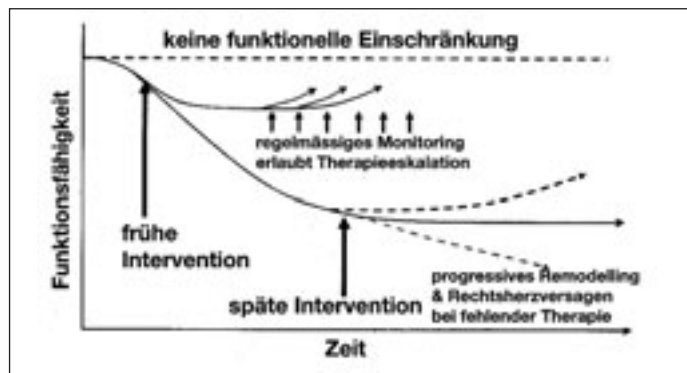 keine funktionelle Einschränkung
Funktionsfähigkeit
regelmässiges Monitoring
erlaubt Therapieeskalation
frühe
Intervention
späte Intervention
progressives Remodelling
& Rechtsherzversagen
bei fehlender Therapie
Zeit